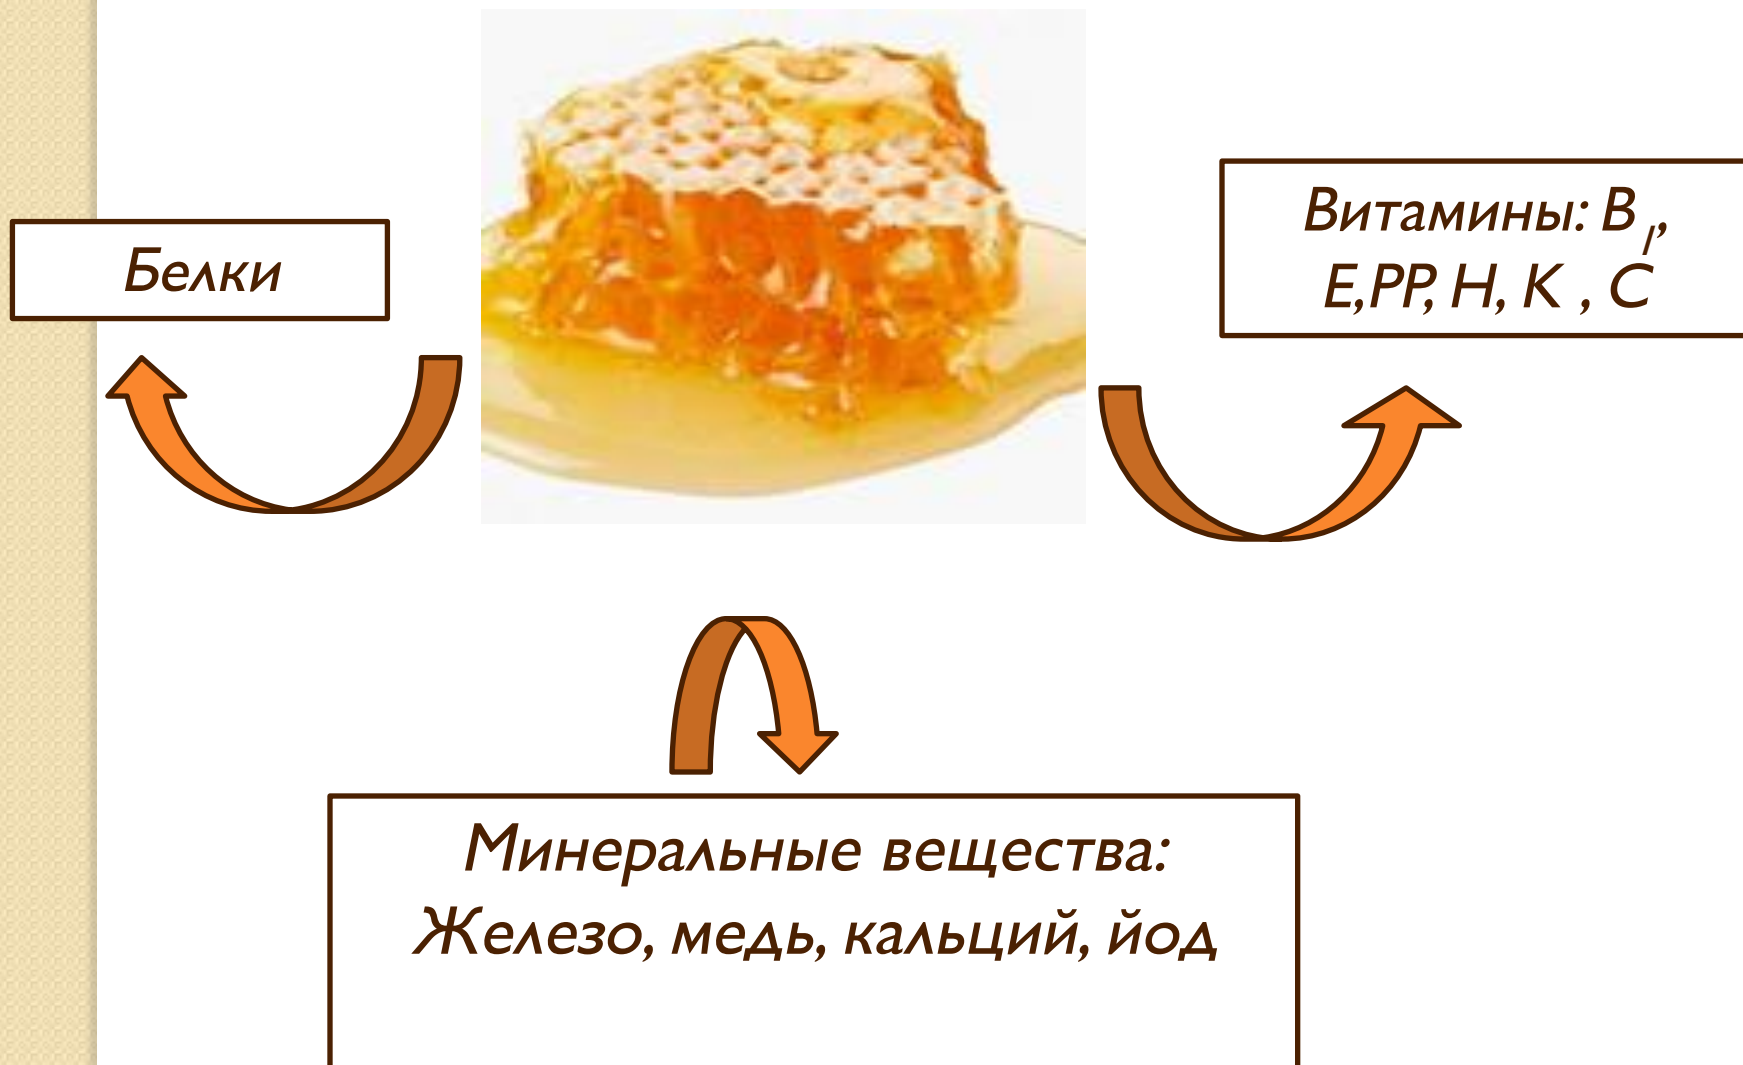 Белки
Витамины: В₁,
Е,РР, Н, К , С
Минеральные вещества:
Железо, медь, кальций, йод